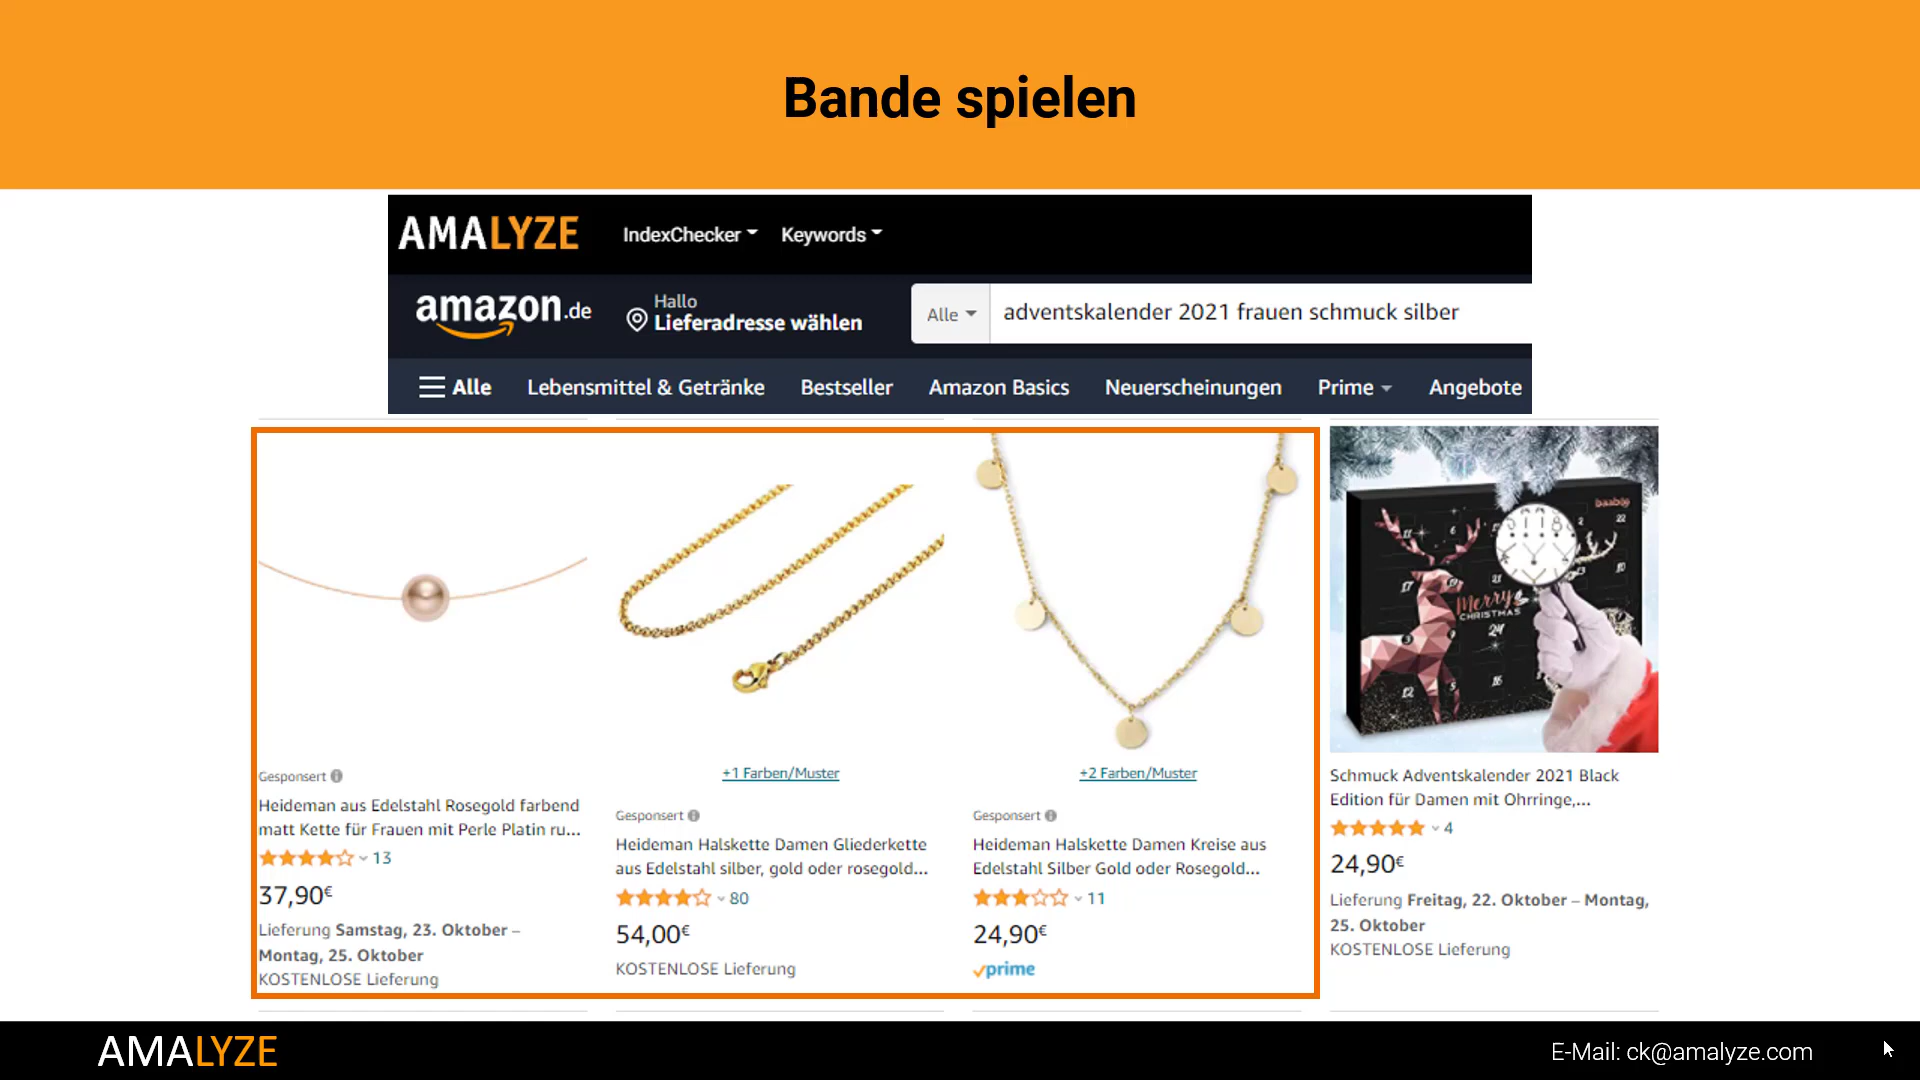 Bande spielen
AMALYZE IndexChecker Keywords
amazon.de Hallo Lieferadresse wählen Alle adventskalender 2021 frauen schmuck silber
Alle Lebensmittel & Getränke Bestseller Amazon Basics Neuerscheinungen Prime Angebote
Gesponsert
Heideman aus Edelstahl Rosegold farbend
matt Kette für Frauen mit Perle Platin ru...
13
37,90€
Lieferung Samstag, 23. Oktober –
Montag, 25. Oktober
KOSTENLOSE Lieferung
+1 Farben/Muster
Gesponsert
Heideman Halskette Damen Gliederkette
aus Edelstahl silber, gold oder rosegold...
80
54,00€
KOSTENLOSE Lieferung
+2 Farben/Muster
Gesponsert
Heideman Halskette Damen Kreise aus
Edelstahl Silber Gold oder Rosegold...
11
24,90€
prime
Merry
CHRISTMAS
24
Schmuck Adventskalender 2021 Black
Edition für Damen mit Ohrringe,...
4
24,90€
Lieferung Freitag, 22. Oktober – Montag,
25. Oktober
KOSTENLOSE Lieferung
AMALYZE
E-Mail: ck@amalyze.com